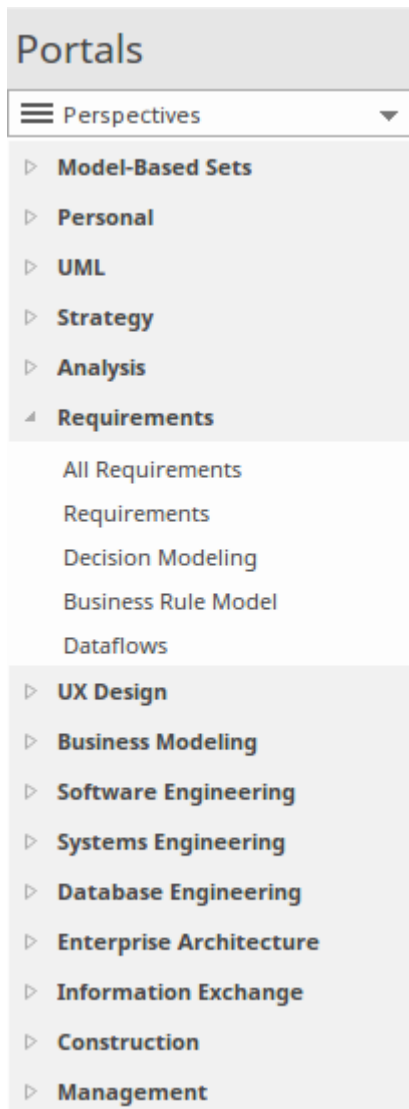 Portals
Perspectives
Model-Based Sets
Personal
UML
Strategy
Analysis
Requirements
All Requirements
Requirements
Decision Modeling
Business Rule Model
Dataflows
UX Design
Business Modeling
Software Engineering
Systems Engineering
Database Engineering
Enterprise Architecture
Information Exchange
Construction
Management